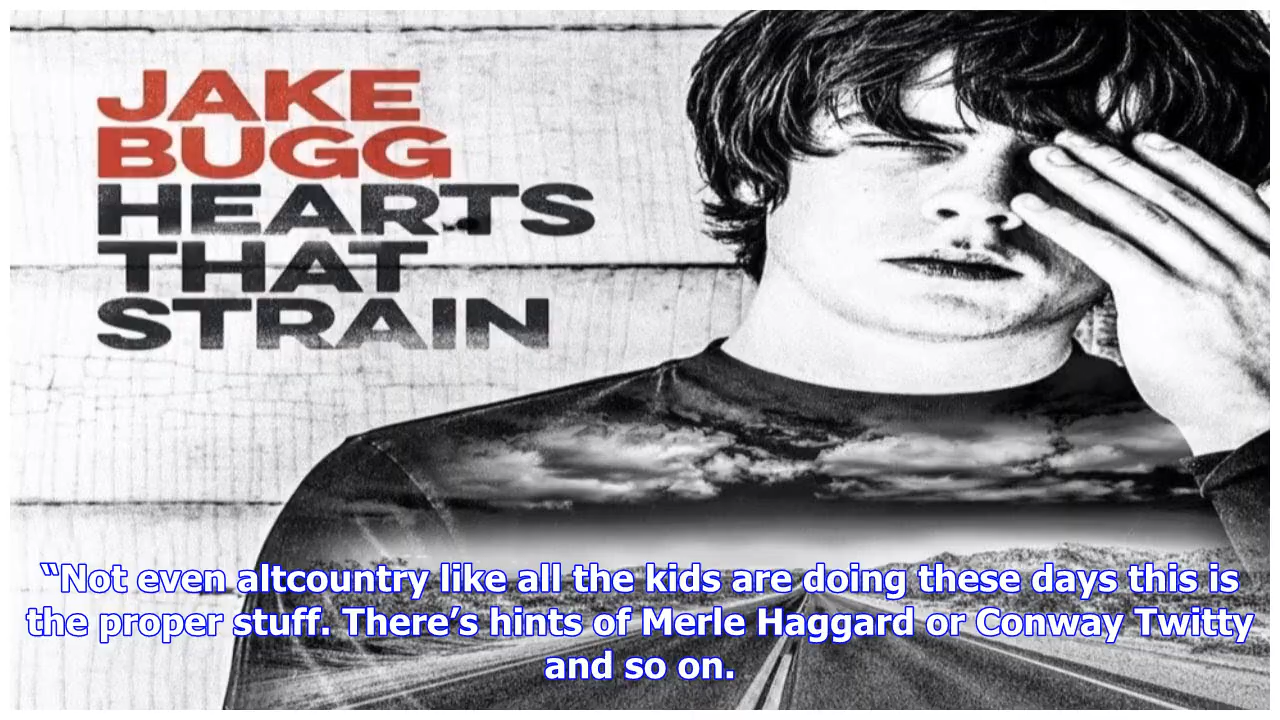 JAKE
BUGG
HEARTS
THAT
STRAIN
“Not even altcountry like all the kids are doing these days this is
the proper stuff. There’s hints of Merle Haggard or Conway Twitty
and so on.